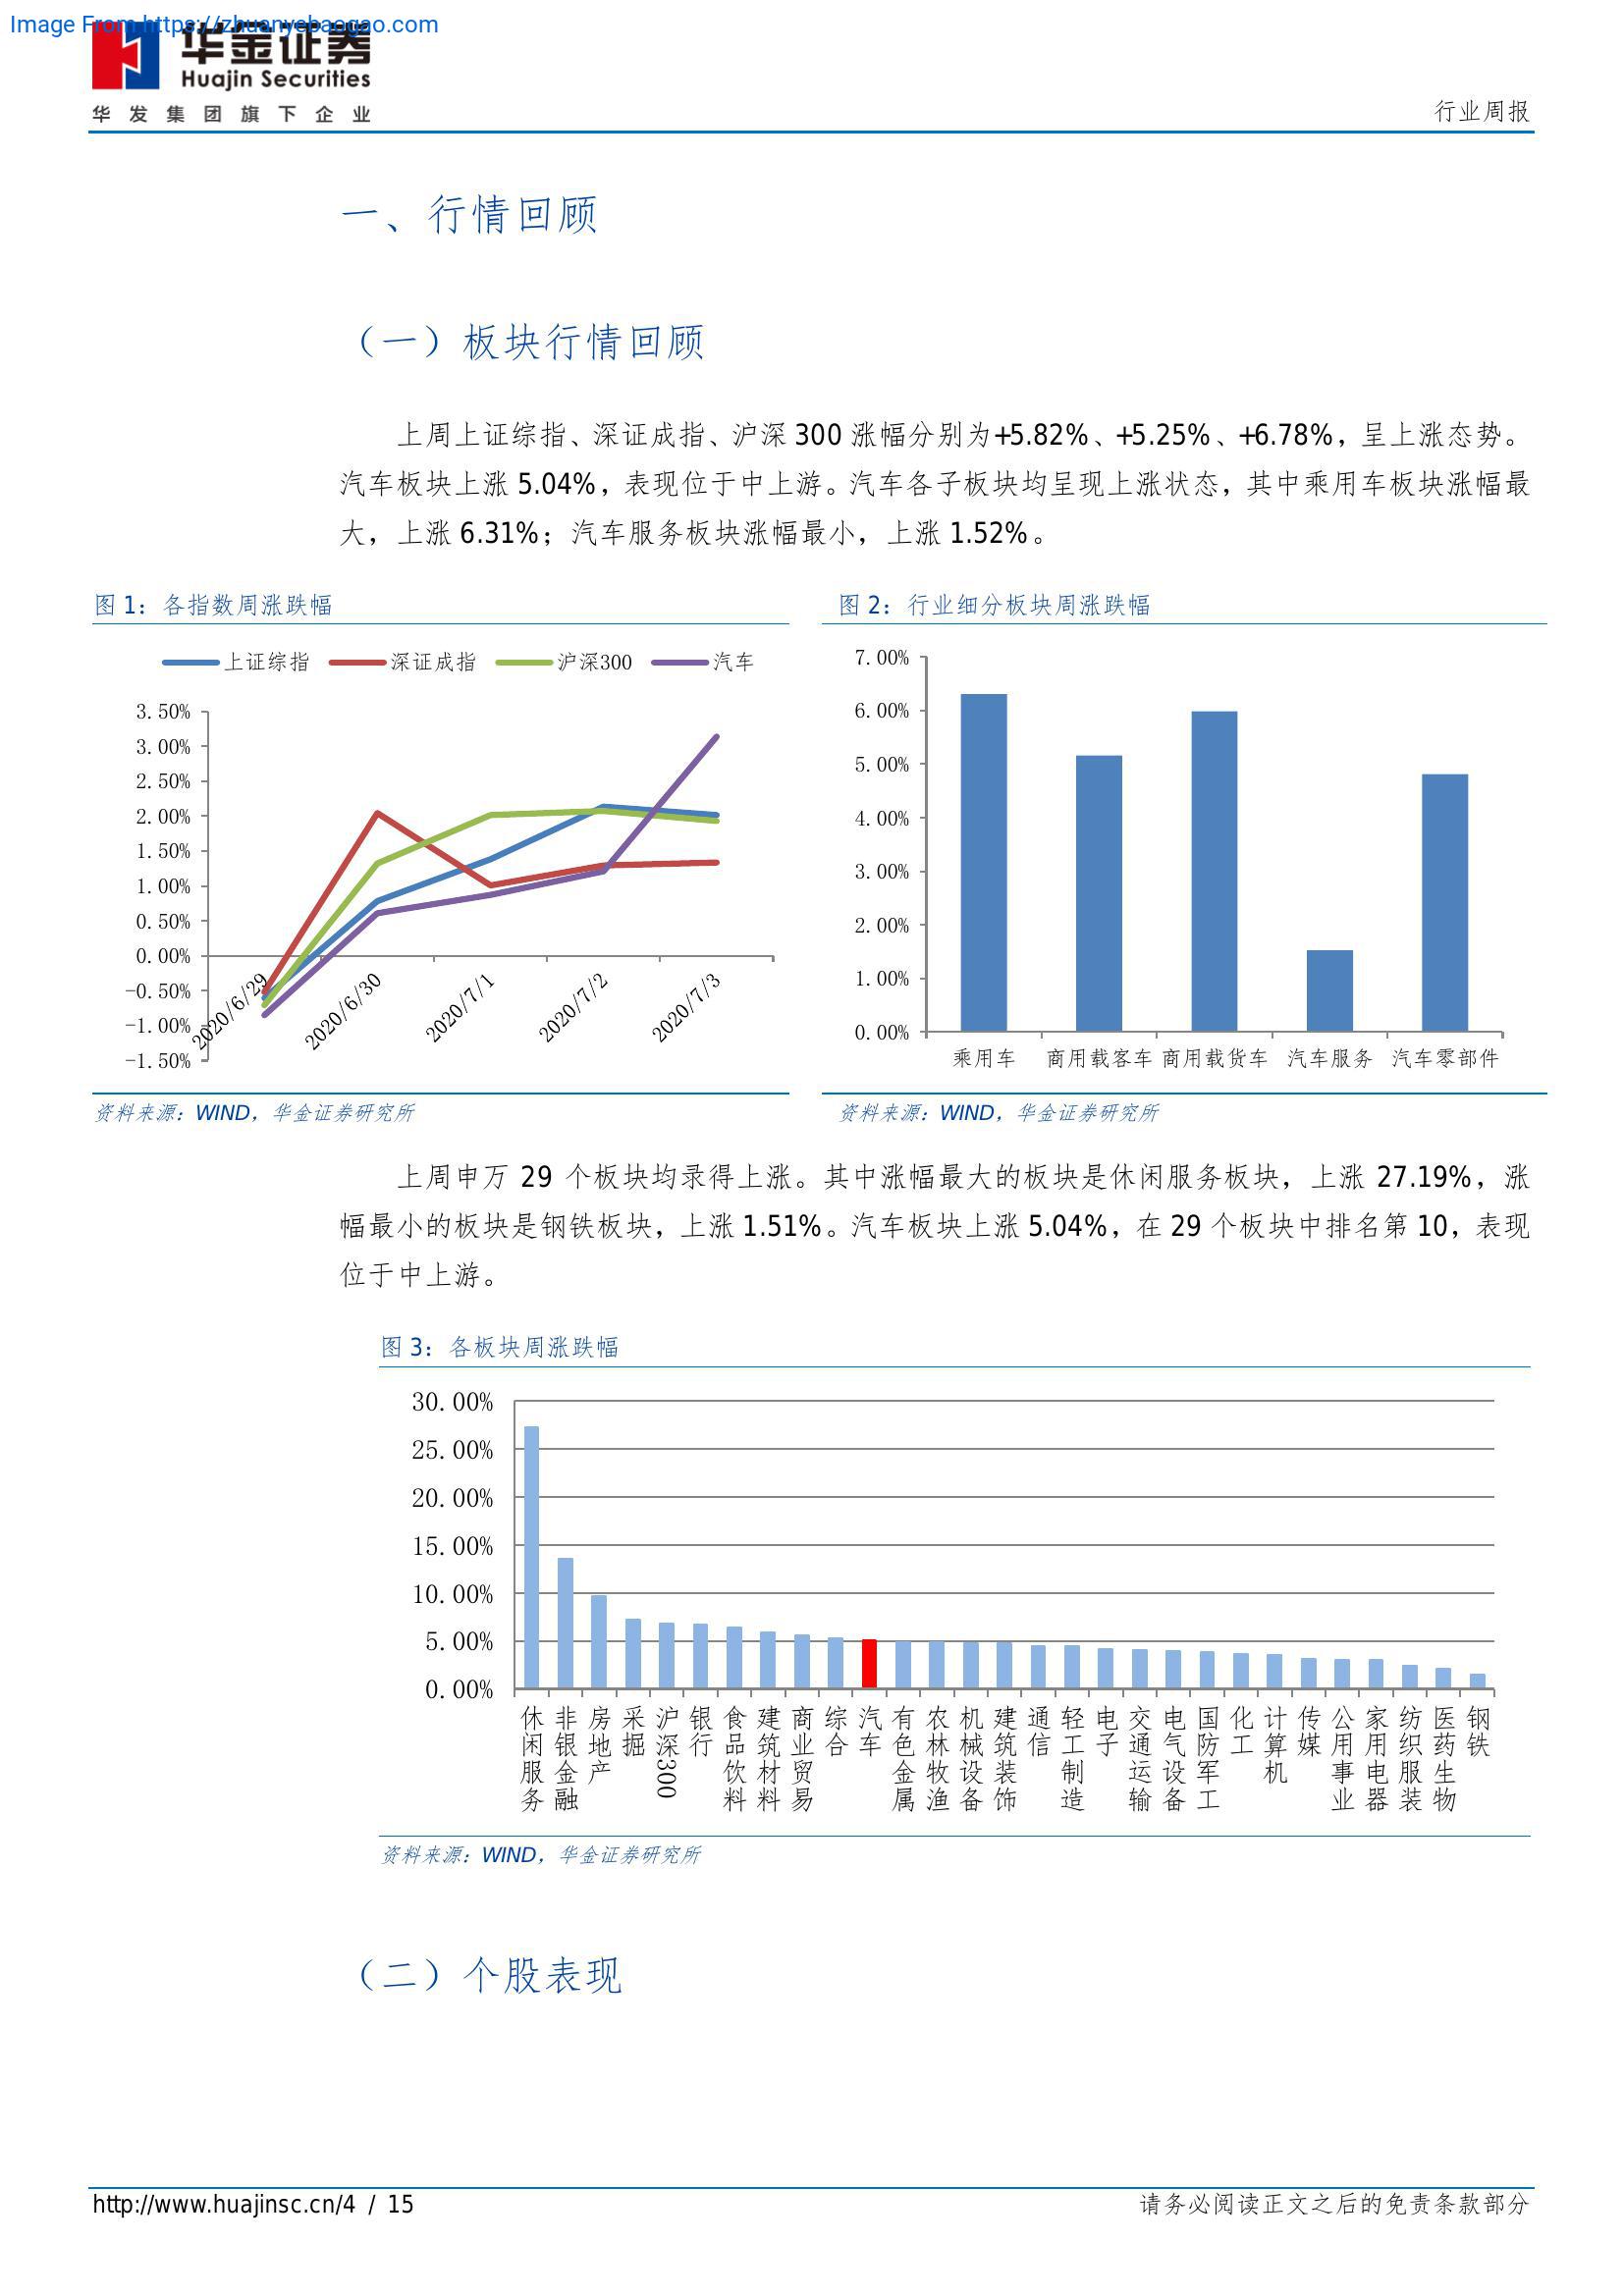 Image From https://zhuanyebaogao.com
华金证券
Huajin Securities
华发集团旗下企业
行业周报
一、行情回顾
（一）板块行情回顾
上周上证综指、深证成指、沪深 300 涨幅分别为+5.82%、+5.25%、+6.78%，呈上涨态势。
汽车板块上涨 5.04%，表现位于中上游。汽车各子板块均呈现上涨状态，其中乘用车板块涨幅最
大，上涨 6.31%；汽车服务板块涨幅最小，上涨 1.52%。
图 1：各指数周涨跌幅
上证综指 深证成指 沪深300 汽车
3.50%
3.00%
2.50%
2.00%
1.50%
1.00%
0.50%
0.00%
-0.50%
-1.00%
-1.50%
2020/6/29 2020/6/30 2020/7/1 2020/7/2 2020/7/3
资料来源：WIND，华金证券研究所
图 2：行业细分板块周涨跌幅
7.00%
6.00%
5.00%
4.00%
3.00%
2.00%
1.00%
0.00%
乘用车 商用载客车 商用载货车 汽车服务 汽车零部件
资料来源：WIND，华金证券研究所
上周申万 29 个板块均录得上涨。其中涨幅最大的板块是休闲服务板块，上涨 27.19%，涨
幅最小的板块是钢铁板块，上涨 1.51%。汽车板块上涨 5.04%，在 29 个板块中排名第 10，表现
位于中上游。
图 3：各板块周涨跌幅
30.00%
25.00%
20.00%
15.00%
10.00%
5.00%
0.00%
休闲服务 非银金融 房地产 采掘 沪深300 银行 食品饮料 建筑材料 商业贸易 综合 汽车 有色金属 农林牧渔 机械设备 建筑装饰 通信 轻工制造 电子 交通运输 电气设备 国防军工 化工 计算机 传媒 公用事业 家用电器 纺织服装 医药生物 钢铁
资料来源：WIND，华金证券研究所
（二）个股表现
http://www.huajinsc.cn/4 / 15
请务必阅读正文之后的免责条款部分